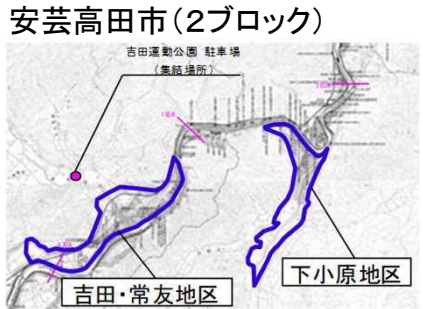 安芸高田市(2ブロック)
吉田運動公園 駐車場
(集結場所)
吉田・常友地区
下小原地区